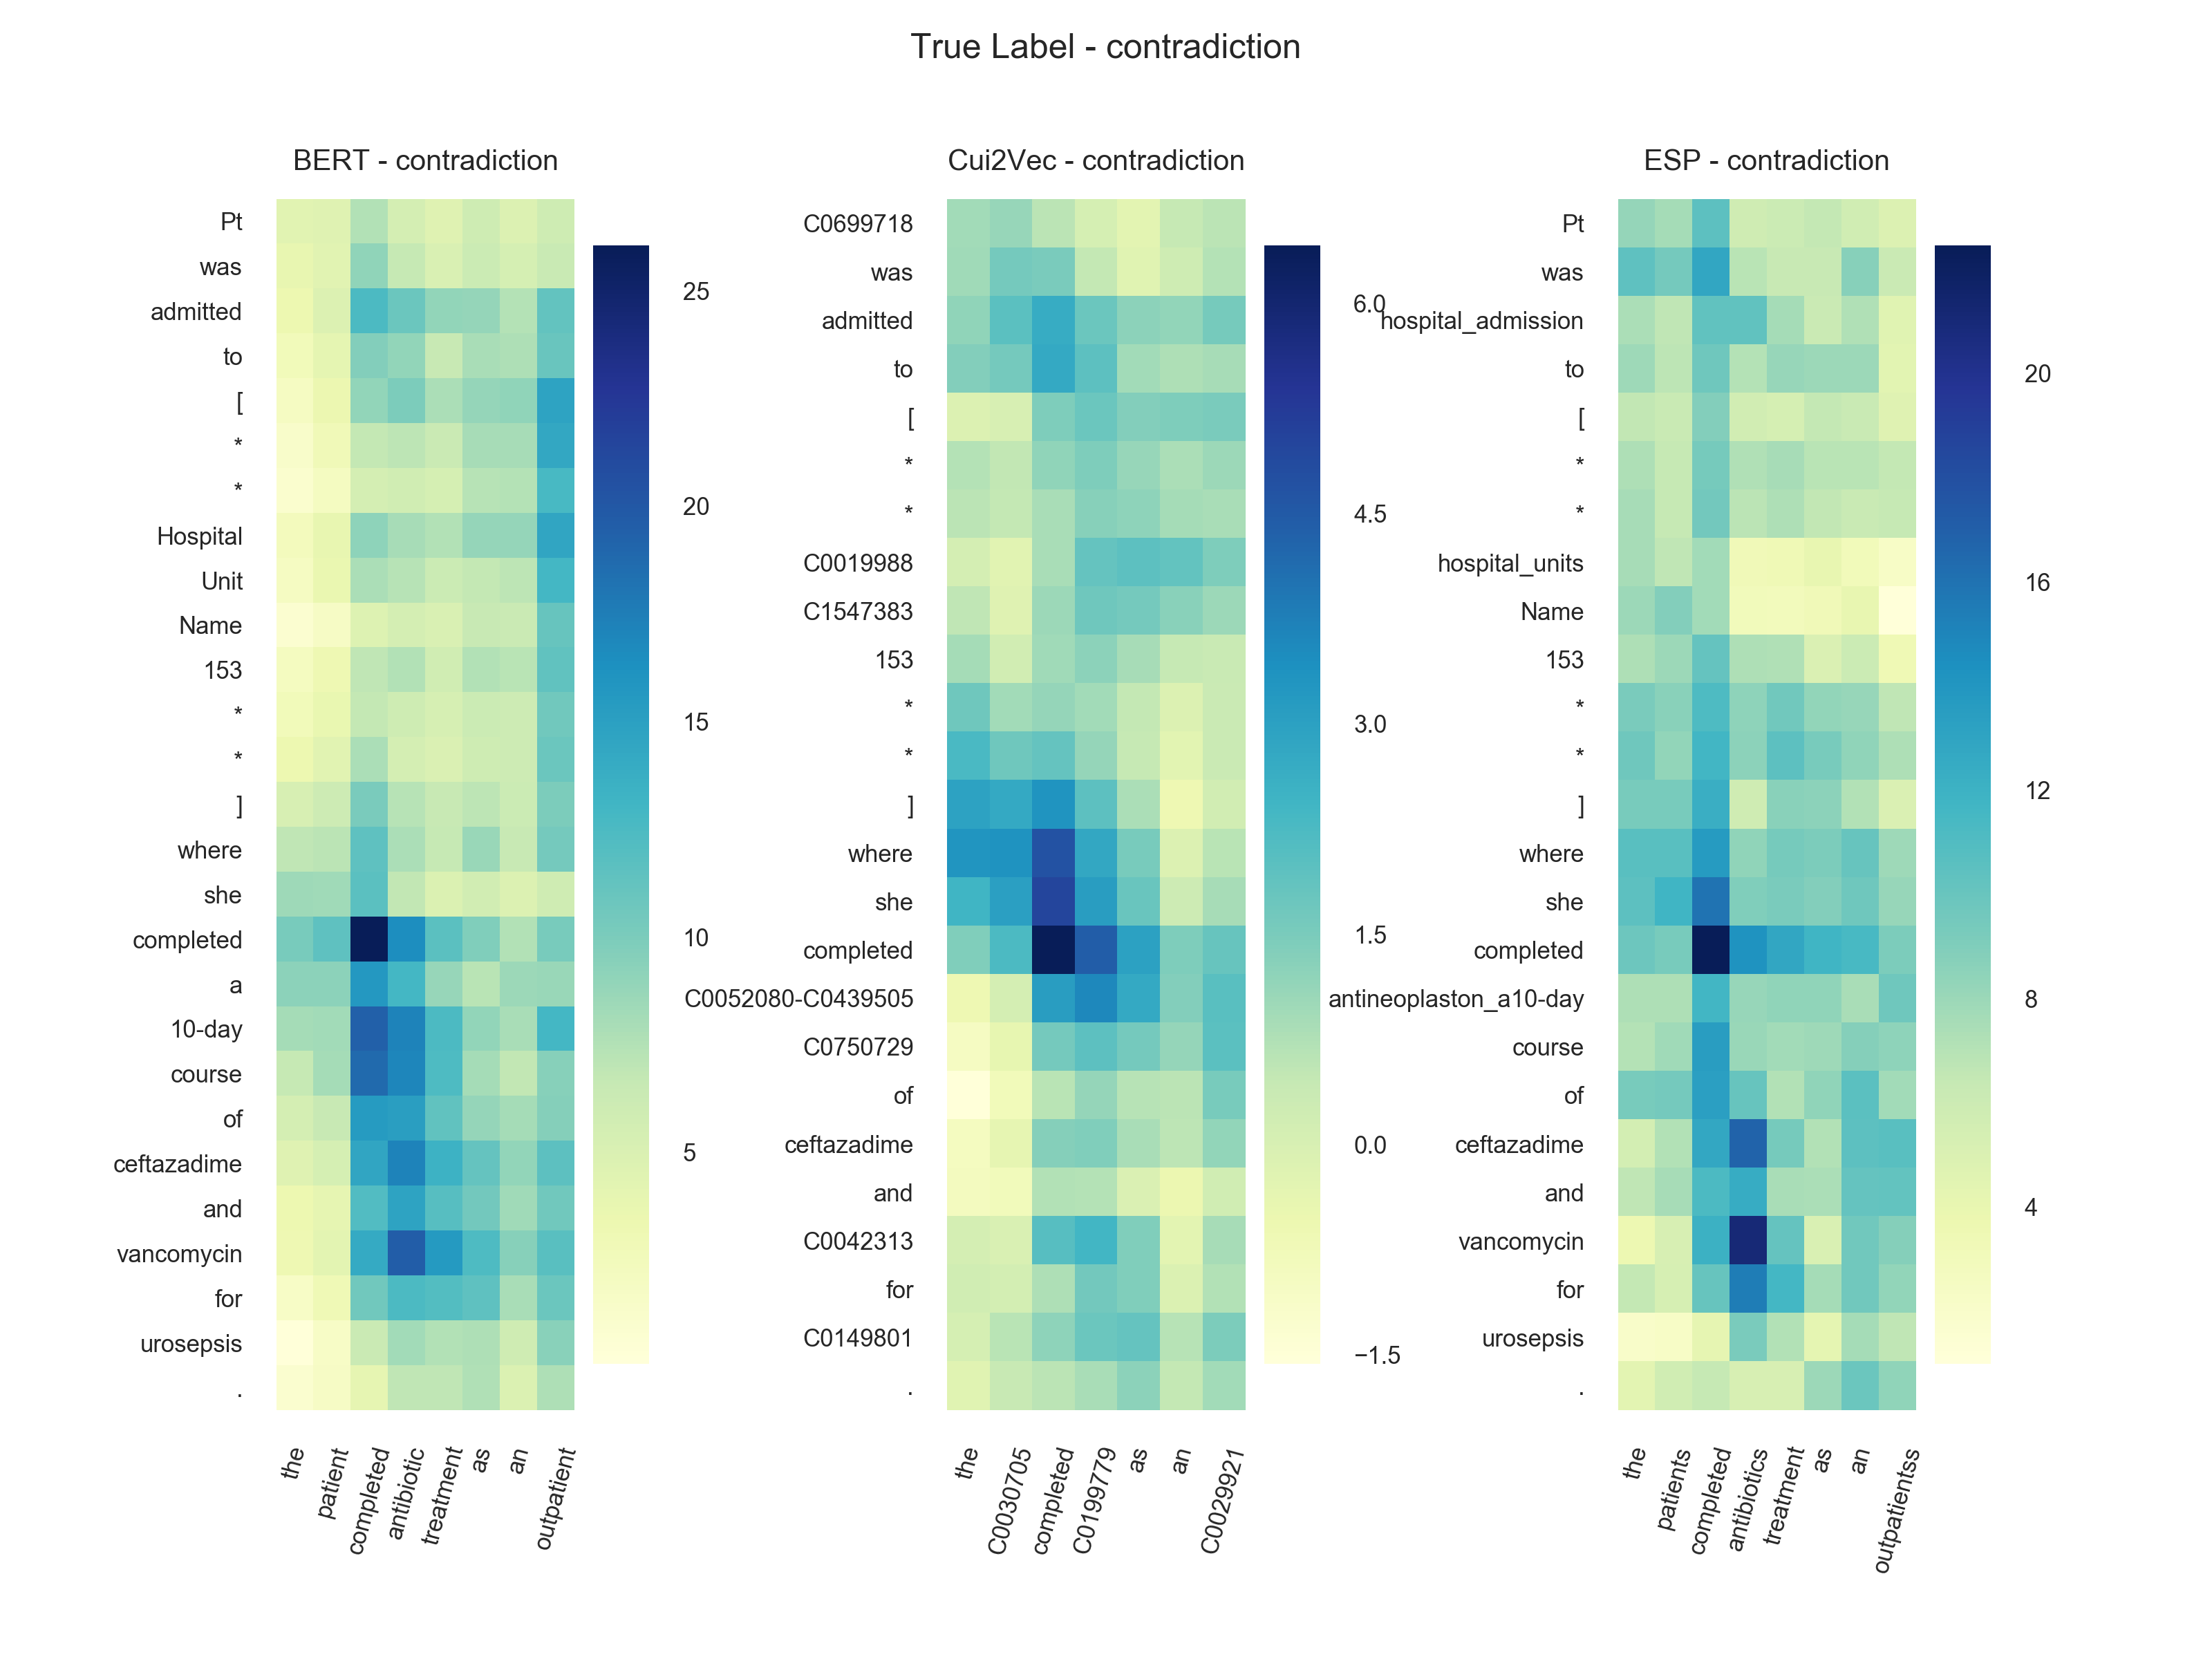 True Label - contradiction
BERT - contradiction
Pt
was
admitted
to
[
*
*
Hospital
Unit
Name
153
*
*
]
where
she
completed
a
10-day
course
of
ceftazadime
and
vancomycin
for
urosepsis
.
the
patient
completed
antibiotic
treatment
as
an
outpatient
25
20
15
10
5
Cui2Vec - contradiction
C0699718
was
admitted
to
[
*
*
C0019988
C1547383
153
*
*
]
where
she
completed
C0052080-C0439505
C0750729
of
ceftazadime
and
C0042313
for
C0149801
.
the
C0030705
completed
C0199779
as
an
C0029921
6.0
4.5
3.0
1.5
0.0
−1.5
ESP - contradiction
Pt
was
hospital_admission
to
[
*
*
hospital_units
Name
153
*
*
]
where
she
completed
antineoplaston_a10-day
course
of
ceftazadime
and
vancomycin
for
urosepsis
.
the
patients
completed
antibiotics
treatment
as
an
outpatientss
20
16
12
8
4